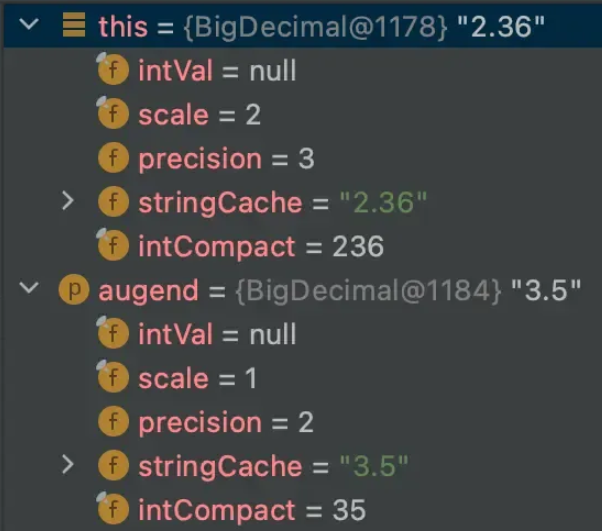 this = {BigDecimal@1178} "2.36"
f intVal = null
f scale = 2
f precision = 3
f stringCache = "2.36"
f intCompact = 236
p augend = {BigDecimal@1184} "3.5"
f intVal = null
f scale = 1
f precision = 2
f stringCache = "3.5"
f intCompact = 35